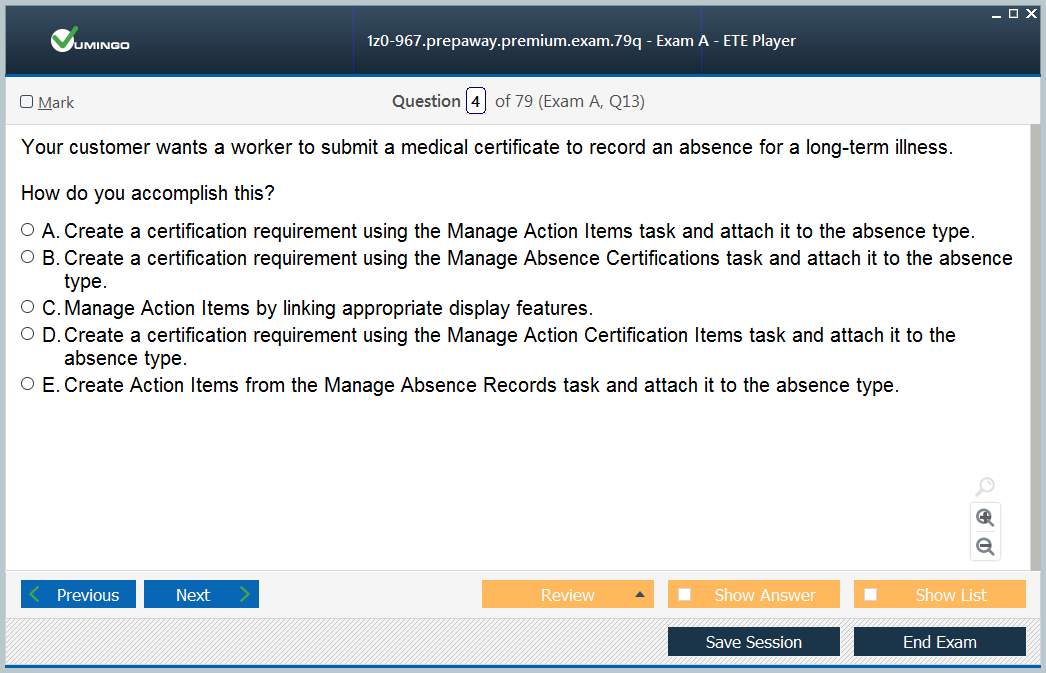 VUMINGO
1z0-967.prepaway.premium.exam.79q - Exam A - ETE Player
Mark
Question 4 of 79 (Exam A, Q13)
Your customer wants a worker to submit a medical certificate to record an absence for a long-term illness.
How do you accomplish this?
A. Create a certification requirement using the Manage Action Items task and attach it to the absence type.
B. Create a certification requirement using the Manage Absence Certifications task and attach it to the absence
type.
C. Manage Action Items by linking appropriate display features.
D. Create a certification requirement using the Manage Action Certification Items task and attach it to the
absence type.
E. Create Action Items from the Manage Absence Records task and attach it to the absence type.
Previous
Next
Review
Show Answer
Show List
Save Session
End Exam